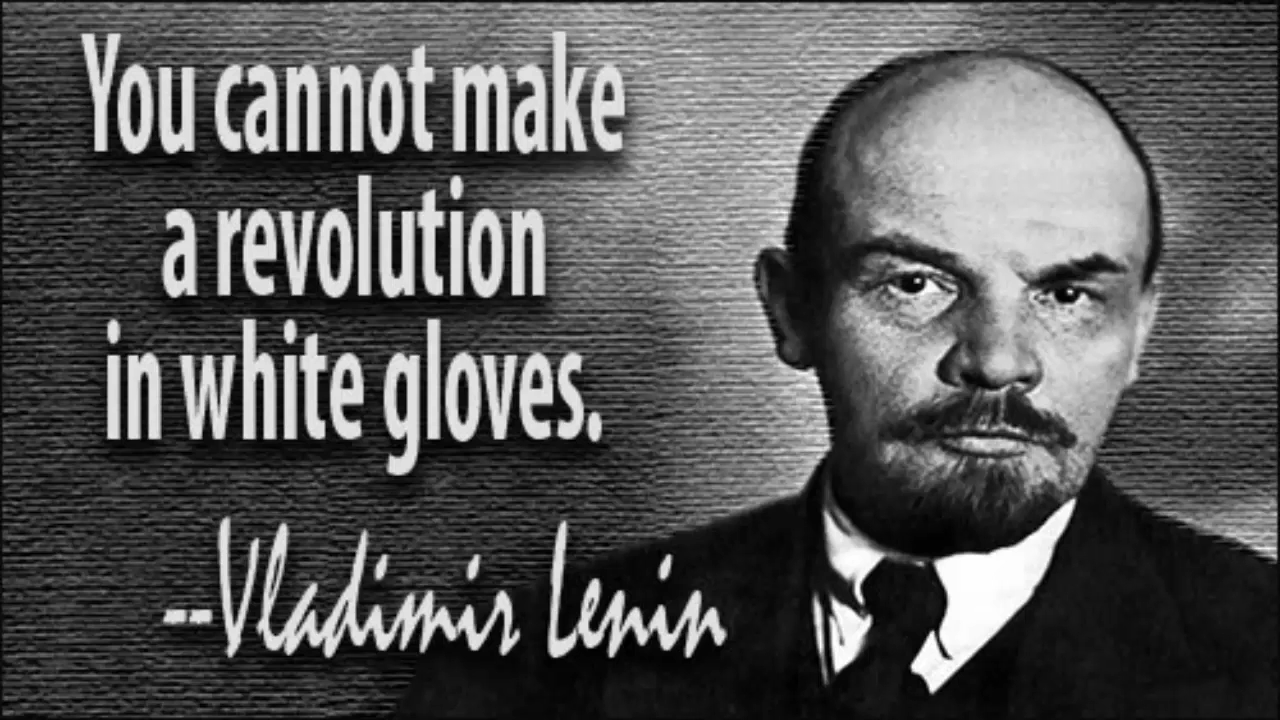 You cannot make
a revolution
in white gloves.
--Vladimir Lenin